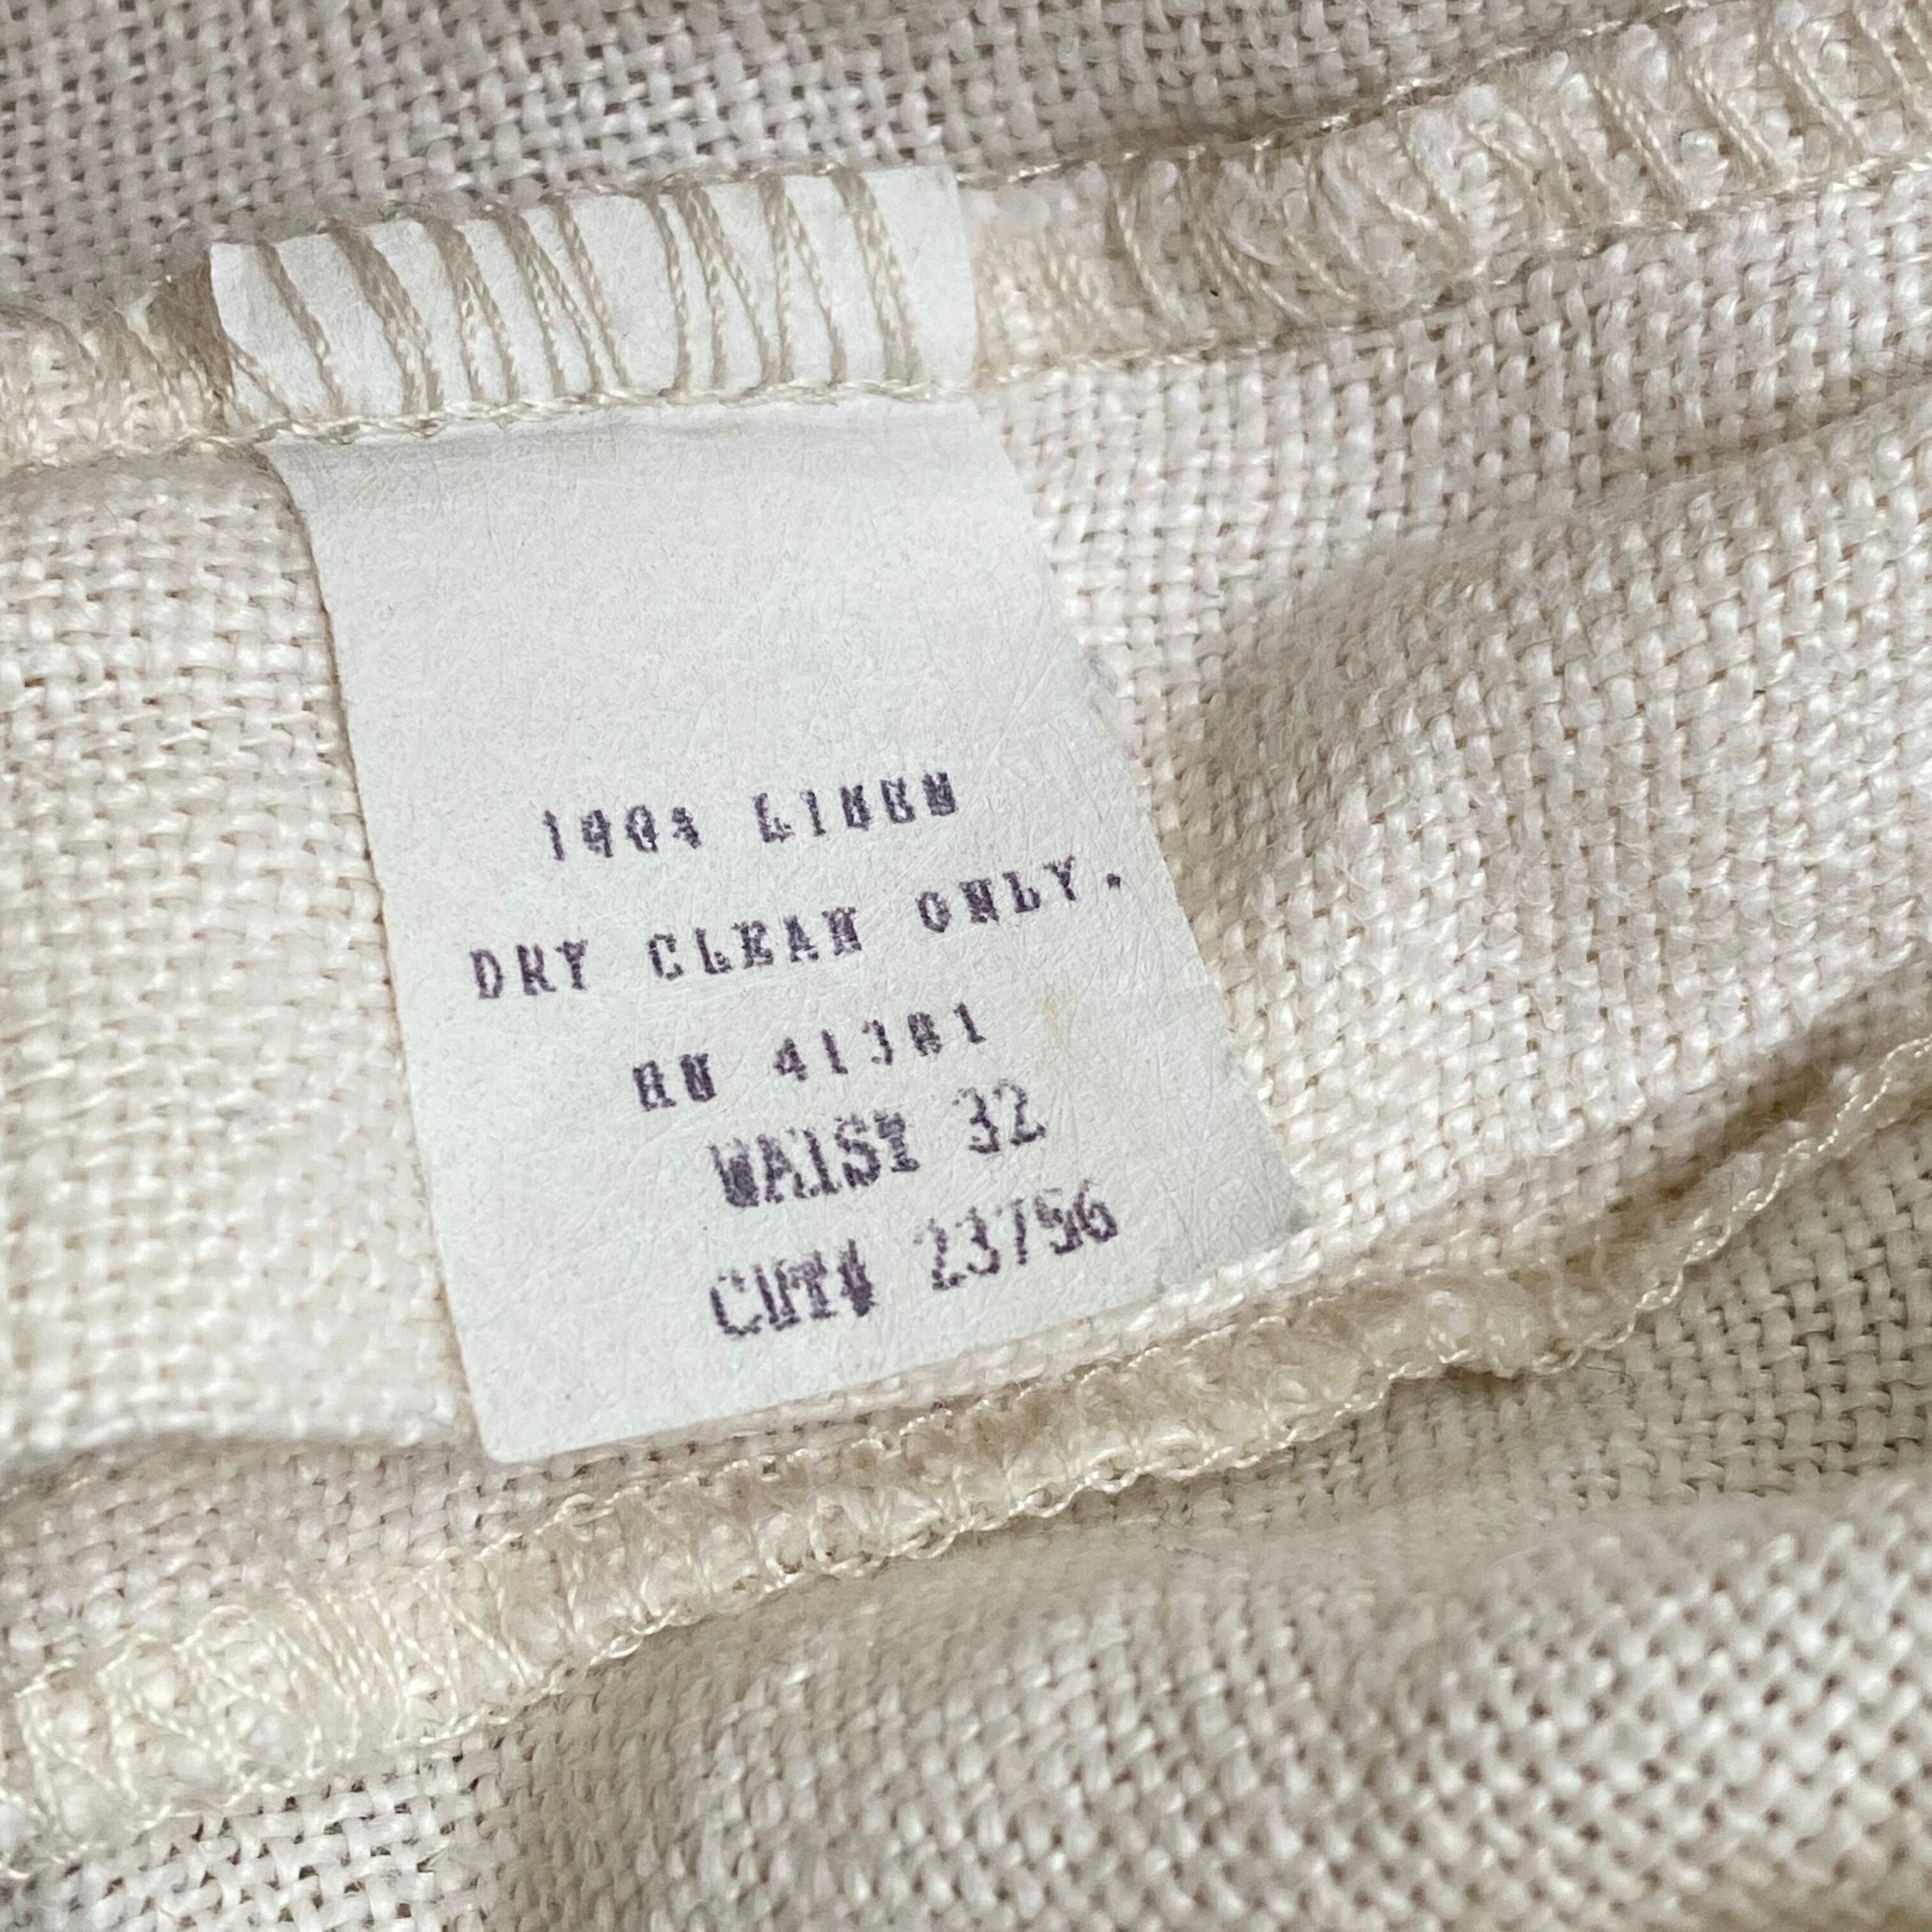 100% LINEN
DRY CLEAN ONLY.
RN 41381
WAIST 32
CUT# 23756